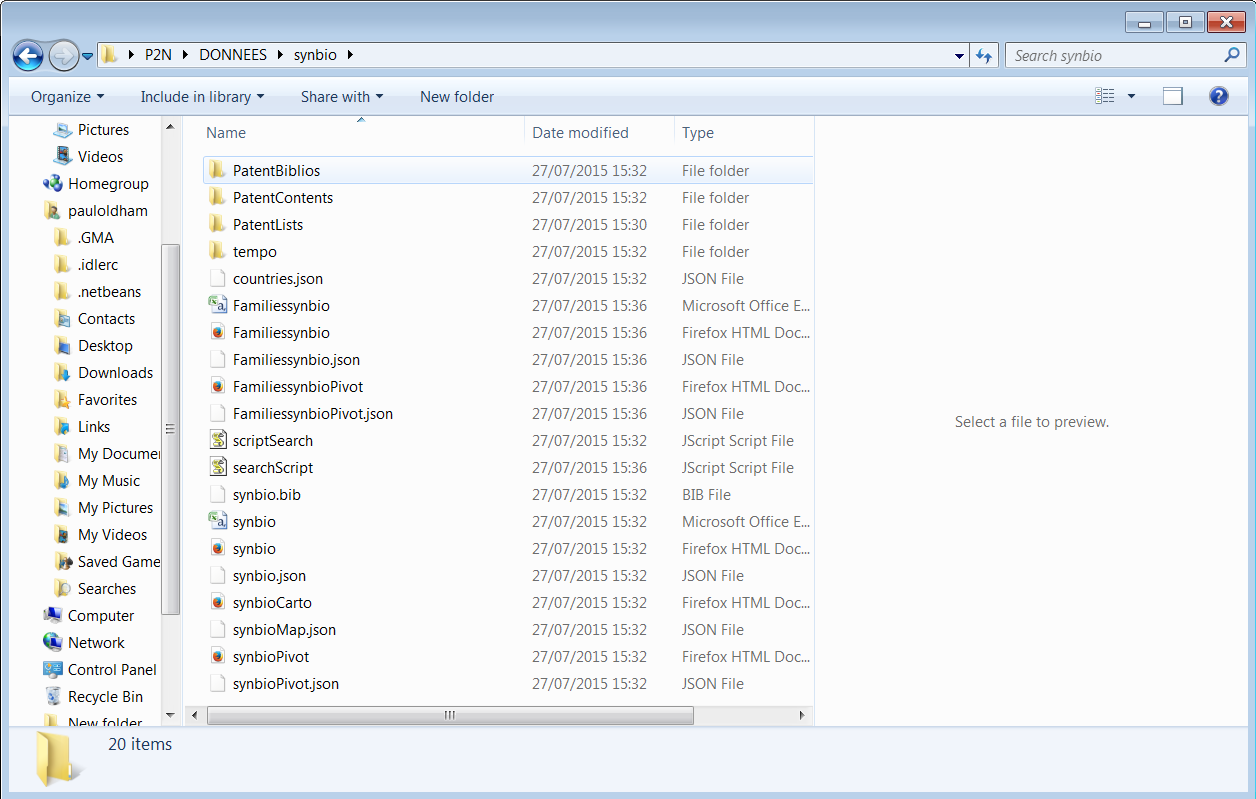 P2N DONNEES synbio
Search synbio
Organize Include in library Share with New folder
Pictures
Videos
Homegroup
pauloldham
.GMA
.idlerc
.netbeans
Contacts
Desktop
Downloads
Favorites
Links
My Documen
My Music
My Pictures
My Videos
Saved Game
Searches
Computer
Network
Control Panel
Recycle Bin
New folder
Name Date modified Type
PatentBiblios 27/07/2015 15:32 File folder
PatentContents 27/07/2015 15:32 File folder
PatentLists 27/07/2015 15:30 File folder
tempo 27/07/2015 15:32 File folder
countries.json 27/07/2015 15:32 JSON File
Familiessynbio 27/07/2015 15:36 Microsoft Office E...
Familiessynbio 27/07/2015 15:36 Firefox HTML Doc...
Familiessynbio.json 27/07/2015 15:36 JSON File
FamiliessynbioPivot 27/07/2015 15:36 Firefox HTML Doc...
FamiliessynbioPivot.json 27/07/2015 15:36 JSON File
scriptSearch 27/07/2015 15:32 JScript Script File
searchScript 27/07/2015 15:36 JScript Script File
synbio.bib 27/07/2015 15:32 BIB File
synbio 27/07/2015 15:32 Microsoft Office E...
synbio 27/07/2015 15:32 Firefox HTML Doc...
synbio.json 27/07/2015 15:32 JSON File
synbioCarto 27/07/2015 15:32 Firefox HTML Doc...
synbioMap.json 27/07/2015 15:32 JSON File
synbioPivot 27/07/2015 15:32 Firefox HTML Doc...
synbioPivot.json 27/07/2015 15:32 JSON File
Select a file to preview.
20 items